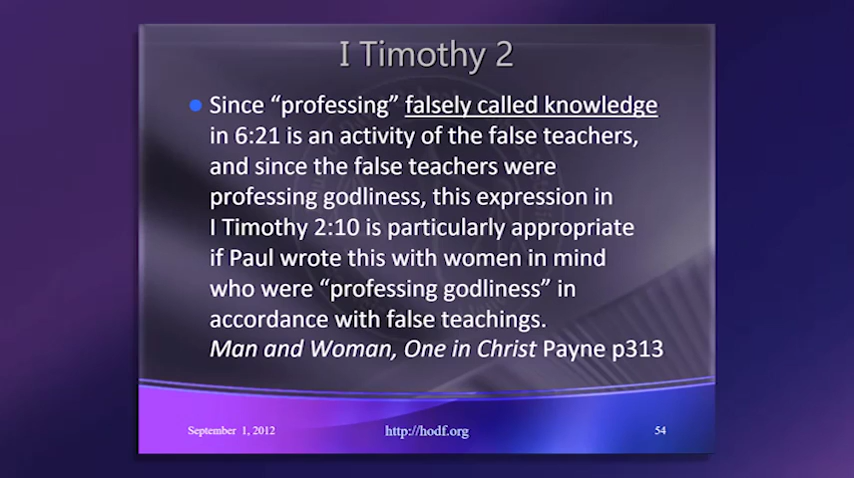 I Timothy 2
Since “professing” falsely called knowledge
in 6:21 is an activity of the false teachers,
and since the false teachers were
professing godliness, this expression in
I Timothy 2:10 is particularly appropriate
if Paul wrote this with women in mind
who were “professing godliness” in
accordance with false teachings.
Man and Woman, One in Christ Payne p313
September 1, 2012
http://hodf.org
54